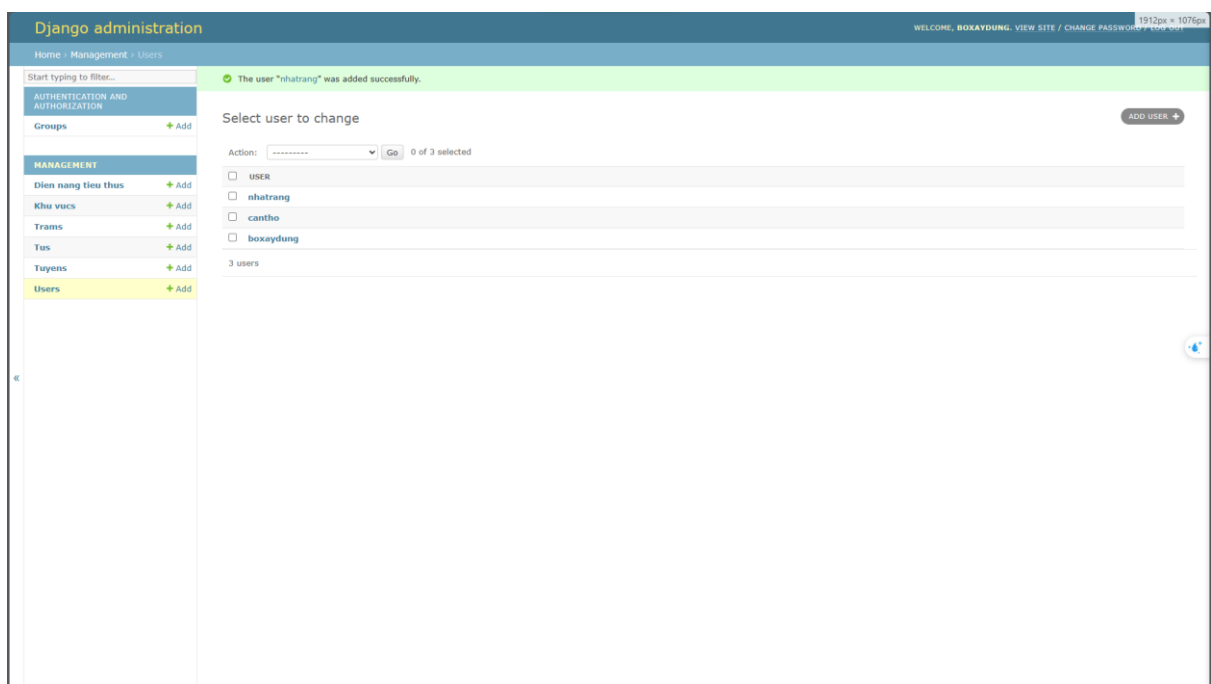 Django administration
WELCOME, BOXAYDUNG. VIEW SITE / CHANGE PASSWORD / LOG OUT
1912px × 1076px
Home › Management › Users
Start typing to filter...
The user "nhatrang" was added successfully.
AUTHENTICATION AND
AUTHORIZATION
Groups + Add
Select user to change
ADD USER +
Action: --------- Go 0 of 3 selected
MANAGEMENT
Dien nang tieu thus + Add
Khu vucs + Add
Trams + Add
Tus + Add
Tuyens + Add
Users + Add
USER
nhatrang
cantho
boxaydung
3 users
«